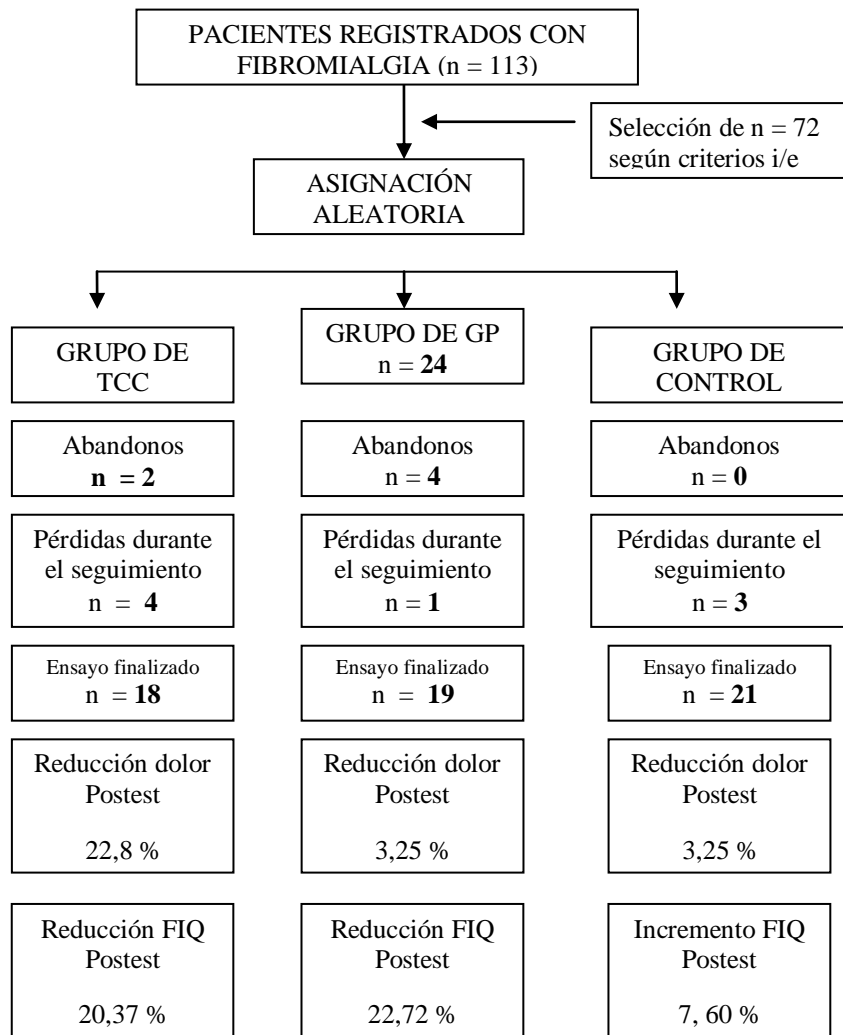 PACIENTES REGISTRADOS CON
FIBROMIALGIA (n = 113)
Selección de n = 72
según criterios i/e
ASIGNACIÓN
ALEATORIA
GRUPO DE
TCC
GRUPO DE GP
n = 24
GRUPO DE
CONTROL
Abandonos
n = 2
Abandonos
n = 4
Abandonos
n = 0
Pérdidas durante
el seguimiento
n = 4
Pérdidas durante
el seguimiento
n = 1
Pérdidas durante el
seguimiento
n = 3
Ensayo finalizado
n = 18
Ensayo finalizado
n = 19
Ensayo finalizado
n = 21
Reducción dolor
Postest
22,8 %
Reducción dolor
Postest
3,25 %
Reducción dolor
Postest
3,25 %
Reducción FIQ
Postest
20,37 %
Reducción FIQ
Postest
22,72 %
Incremento FIQ
Postest
7, 60 %